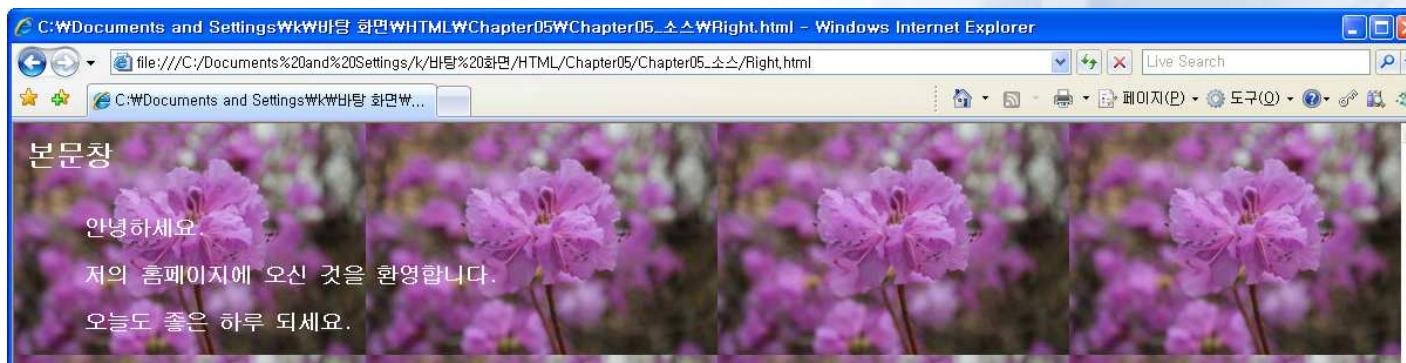 C:₩Documents and Settings₩k₩바탕 화면₩HTML₩Chapter05₩Chapter05_소스₩Right.html - Windows Internet Explorer
file:///C:/Documents%20and%20Settings/k/바탕%20화면/HTML/Chapter05/Chapter05_소스/Right.html
Live Search
C:₩Documents and Settings₩k₩바탕 화면₩...
페이지(P)
도구(O)
본문창
안녕하세요.
저의 홈페이지에 오신 것을 환영합니다.
오늘도 좋은 하루 되세요.